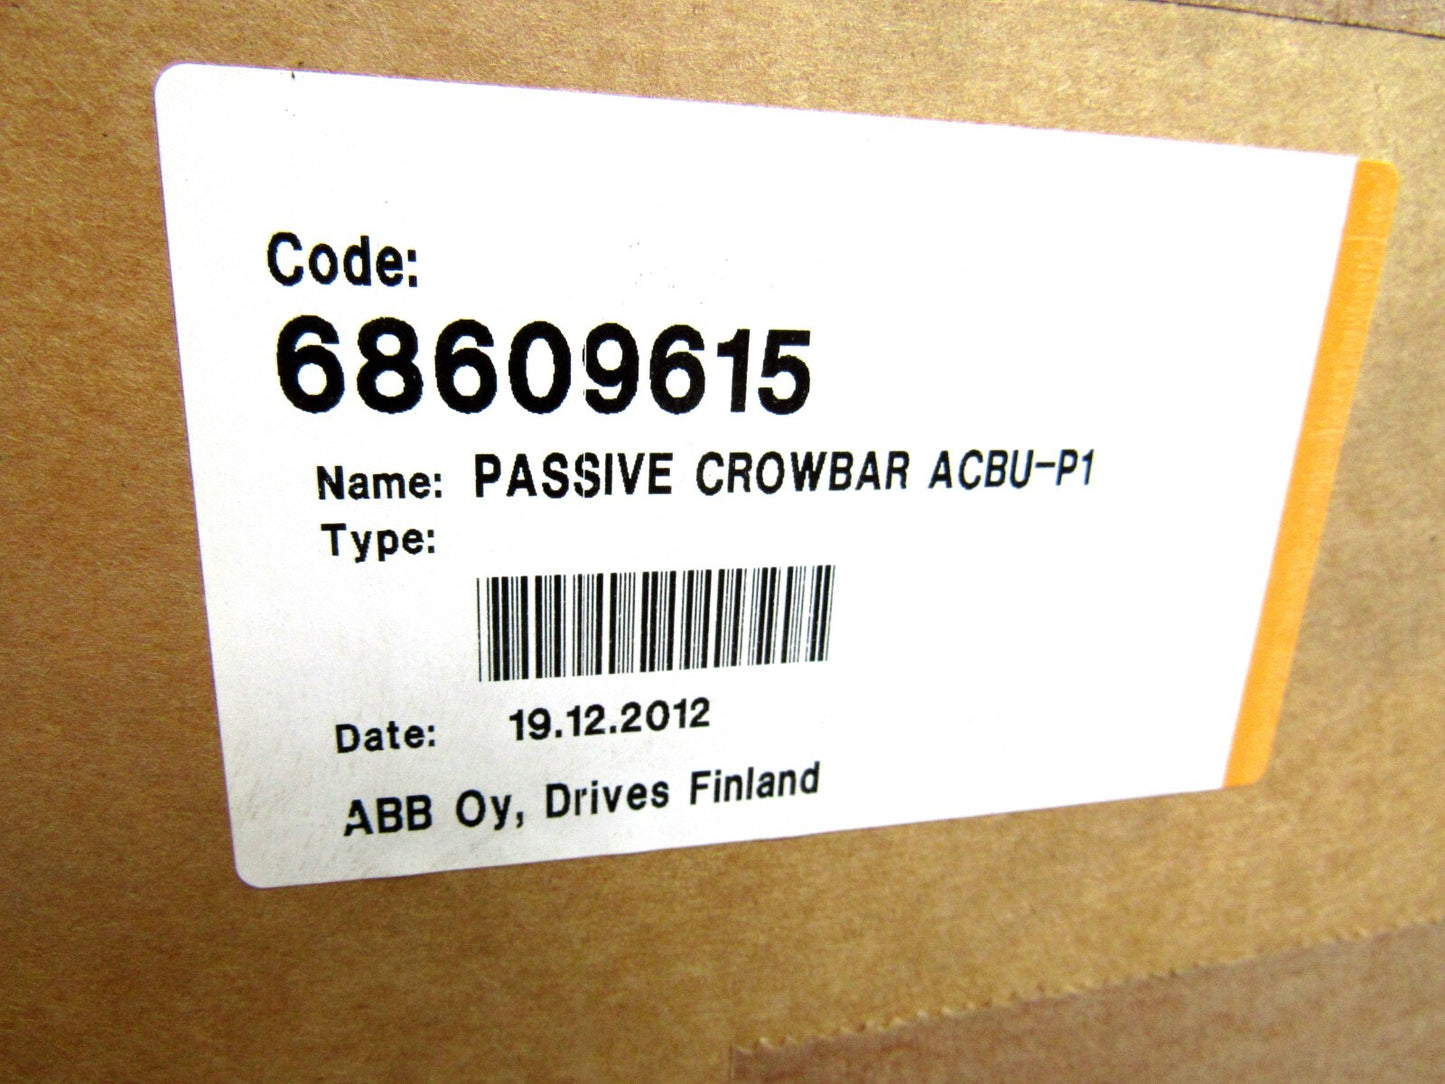 Code:
68609615
Name: PASSIVE CROWBAR ACBU-P1
Type:
Date: 19.12.2012
ABB Oy, Drives Finland